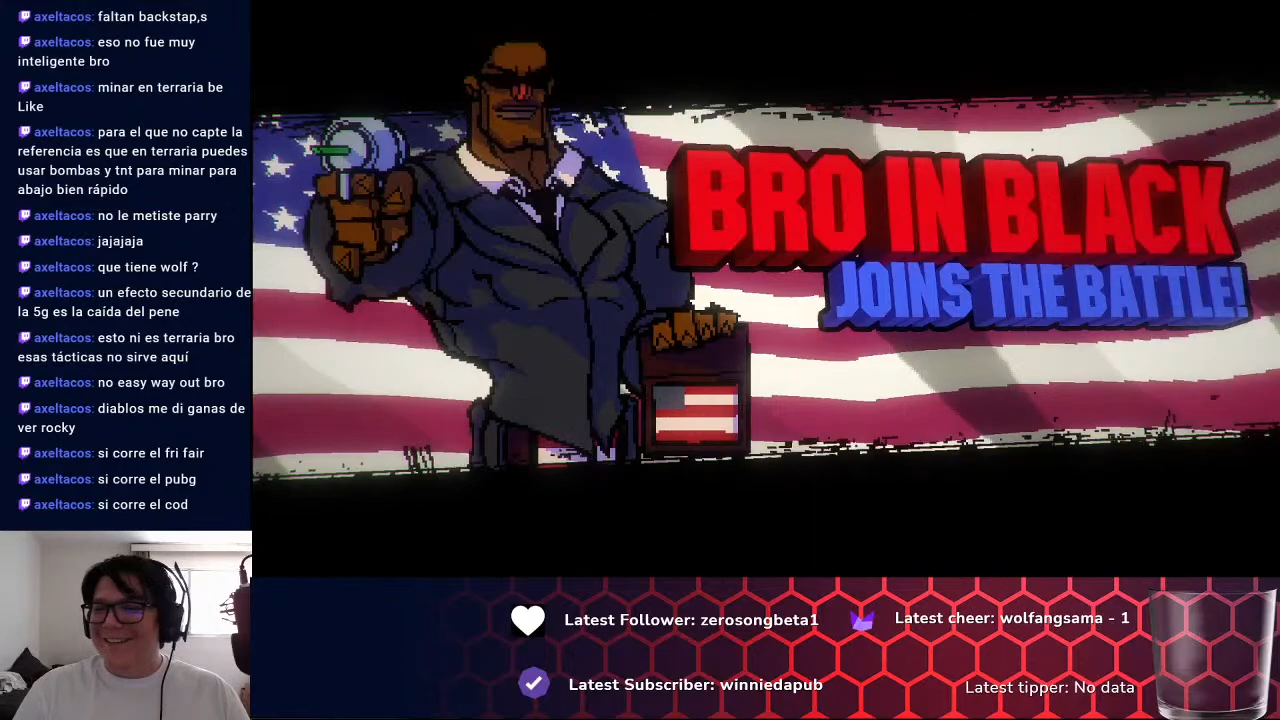 axeltacos: faltan backstap,s
axeltacos: eso no fue muy
inteligente bro
axeltacos: minar en terraria be
Like
axeltacos: para el que no capte la
referencia es que en terraria puedes
usar bombas y tnt para minar para
abajo bien rápido
axeltacos: no le metiste parry
axeltacos: jajajaja
axeltacos: que tiene wolf ?
axeltacos: un efecto secundario de
la 5g es la caída del pene
axeltacos: esto ni es terraria bro
esas tácticas no sirve aquí
axeltacos: no easy way out bro
axeltacos: diablos me di ganas de
ver rocky
axeltacos: si corre el fri fair
axeltacos: si corre el pubg
axeltacos: si corre el cod
BRO IN BLACK
JOINS THE BATTLE!
Latest Follower: zerosongbeta1
Latest cheer: wolfangsama - 1
Latest Subscriber: winniedapub
Latest tipper: No data